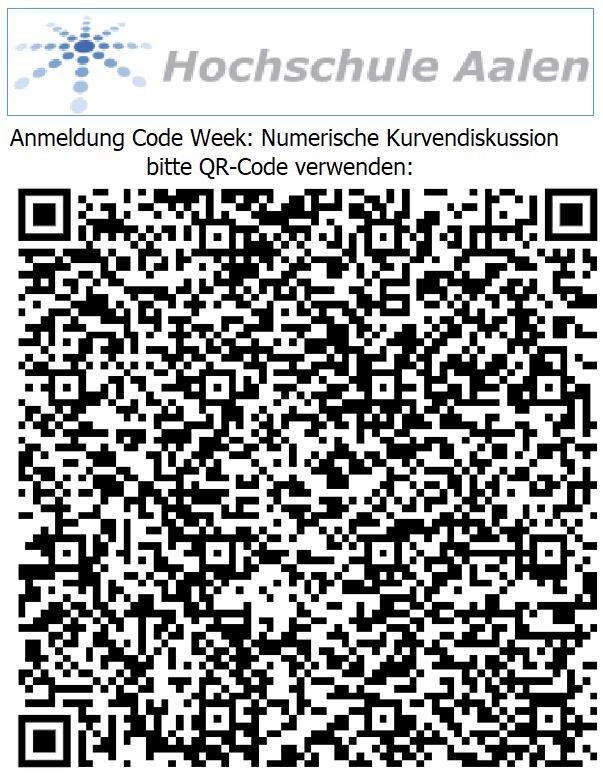 Hochschule Aalen
Anmeldung Code Week: Numerische Kurvendiskussion
bitte QR-Code verwenden: